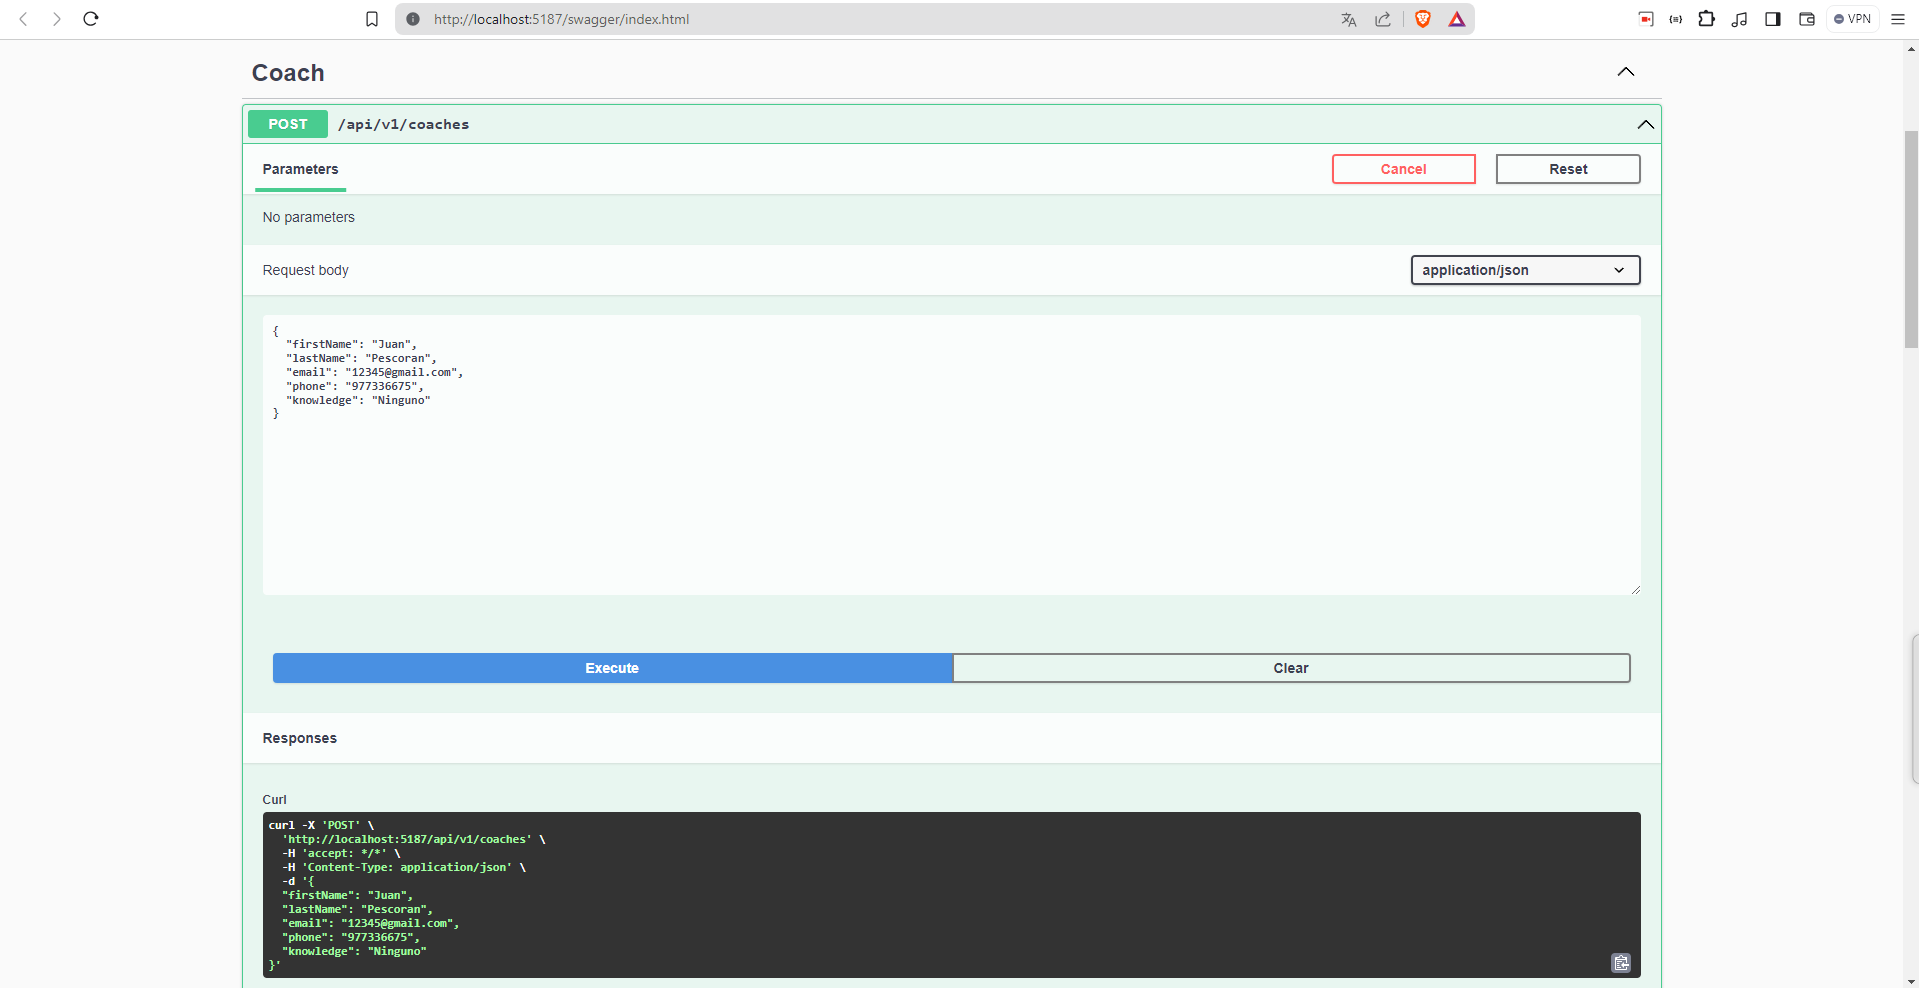 http://localhost:5187/swagger/index.html
VPN
Coach
POST /api/v1/coaches
Parameters
Cancel
Reset
No parameters
Request body
application/json
{
"firstName": "Juan",
"lastName": "Pescoran",
"email": "12345@gmail.com",
"phone": "977336675",
"knowledge": "Ninguno"
}
Execute
Clear
Responses
Curl
curl -X 'POST' \
'http://localhost:5187/api/v1/coaches' \
-H 'accept: */*' \
-H 'Content-Type: application/json' \
-d '{
"firstName": "Juan",
"lastName": "Pescoran",
"email": "12345@gmail.com",
"phone": "977336675",
"knowledge": "Ninguno"
}'